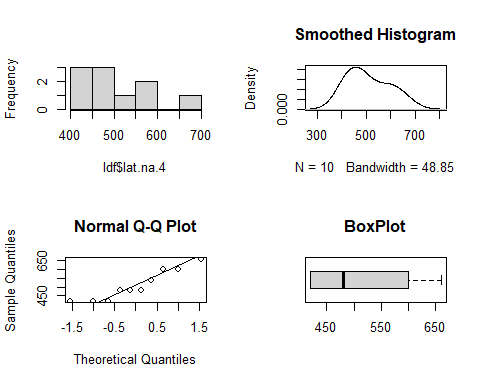 Frequency
0 2
400 500 600 700
ldf$lat.na.4
Smoothed Histogram
Density
0.000
300 500 700
N = 10 Bandwidth = 48.85
Normal Q-Q Plot
Sample Quantiles
450 650
-1.5 -0.5 0.5 1.5
Theoretical Quantiles
BoxPlot
450 550 650